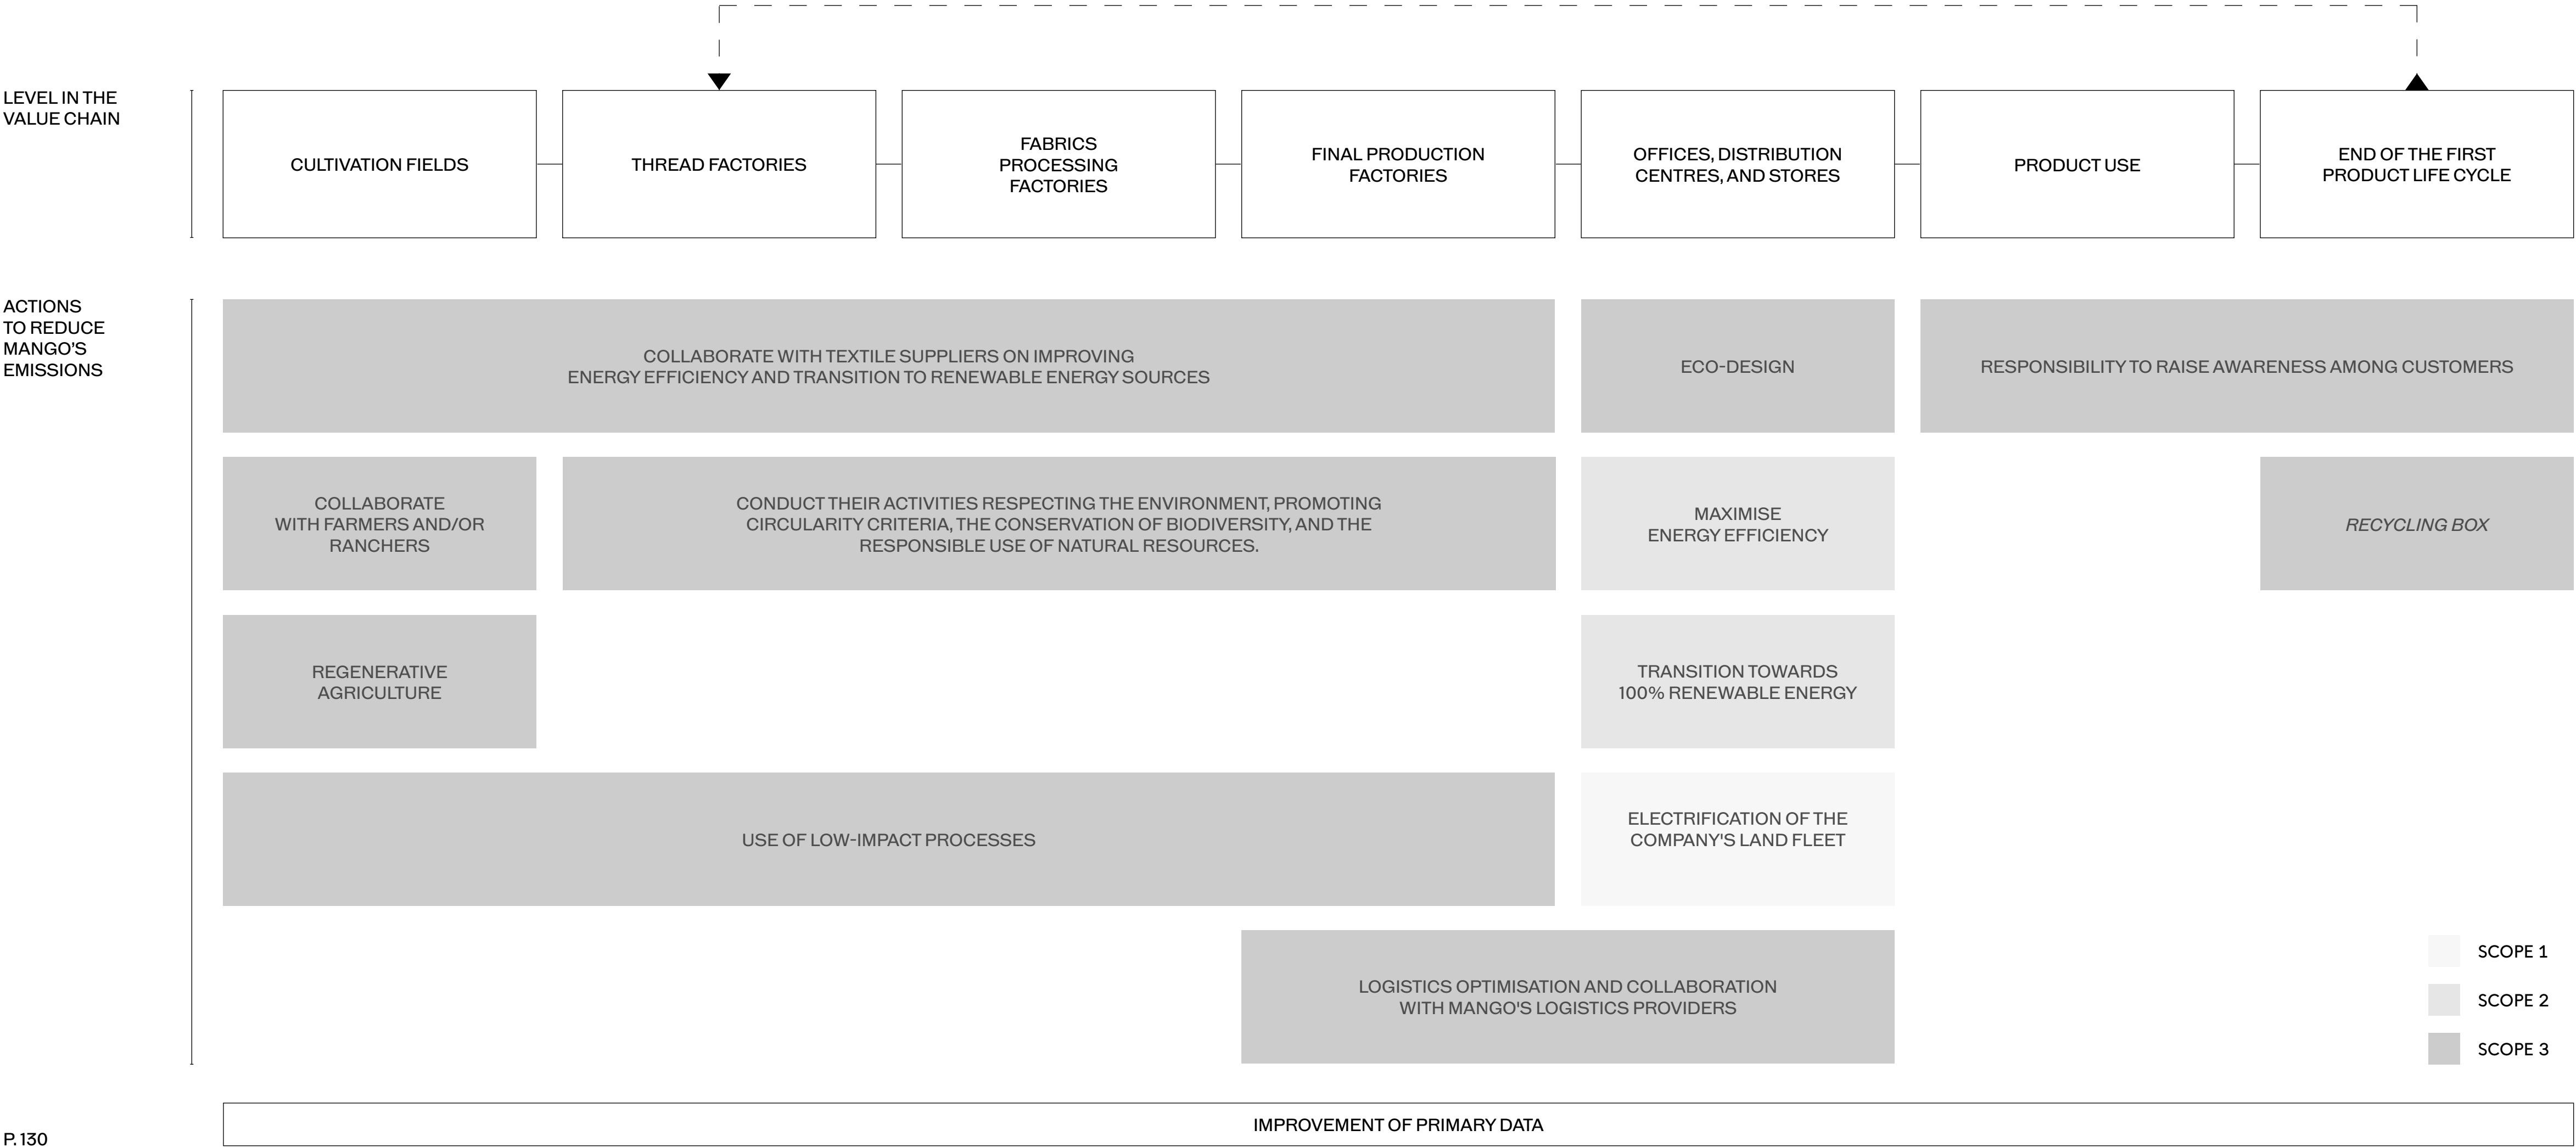 LEVEL IN THE
VALUE CHAIN
CULTIVATION FIELDS
THREAD FACTORIES
FABRICS
PROCESSING
FACTORIES
FINAL PRODUCTION
FACTORIES
OFFICES, DISTRIBUTION
CENTRES, AND STORES
PRODUCT USE
END OF THE FIRST
PRODUCT LIFE CYCLE
ACTIONS
TO REDUCE
MANGO’S
EMISSIONS
COLLABORATE WITH TEXTILE SUPPLIERS ON IMPROVING
ENERGY EFFICIENCY AND TRANSITION TO RENEWABLE ENERGY SOURCES
ECO-DESIGN
RESPONSIBILITY TO RAISE AWARENESS AMONG CUSTOMERS
COLLABORATE
WITH FARMERS AND/OR
RANCHERS
CONDUCT THEIR ACTIVITIES RESPECTING THE ENVIRONMENT, PROMOTING
CIRCULARITY CRITERIA, THE CONSERVATION OF BIODIVERSITY, AND THE
RESPONSIBLE USE OF NATURAL RESOURCES.
MAXIMISE
ENERGY EFFICIENCY
RECYCLING BOX
REGENERATIVE
AGRICULTURE
TRANSITION TOWARDS
100% RENEWABLE ENERGY
USE OF LOW-IMPACT PROCESSES
ELECTRIFICATION OF THE
COMPANY'S LAND FLEET
LOGISTICS OPTIMISATION AND COLLABORATION
WITH MANGO'S LOGISTICS PROVIDERS
SCOPE 1
SCOPE 2
SCOPE 3
IMPROVEMENT OF PRIMARY DATA
P. 130